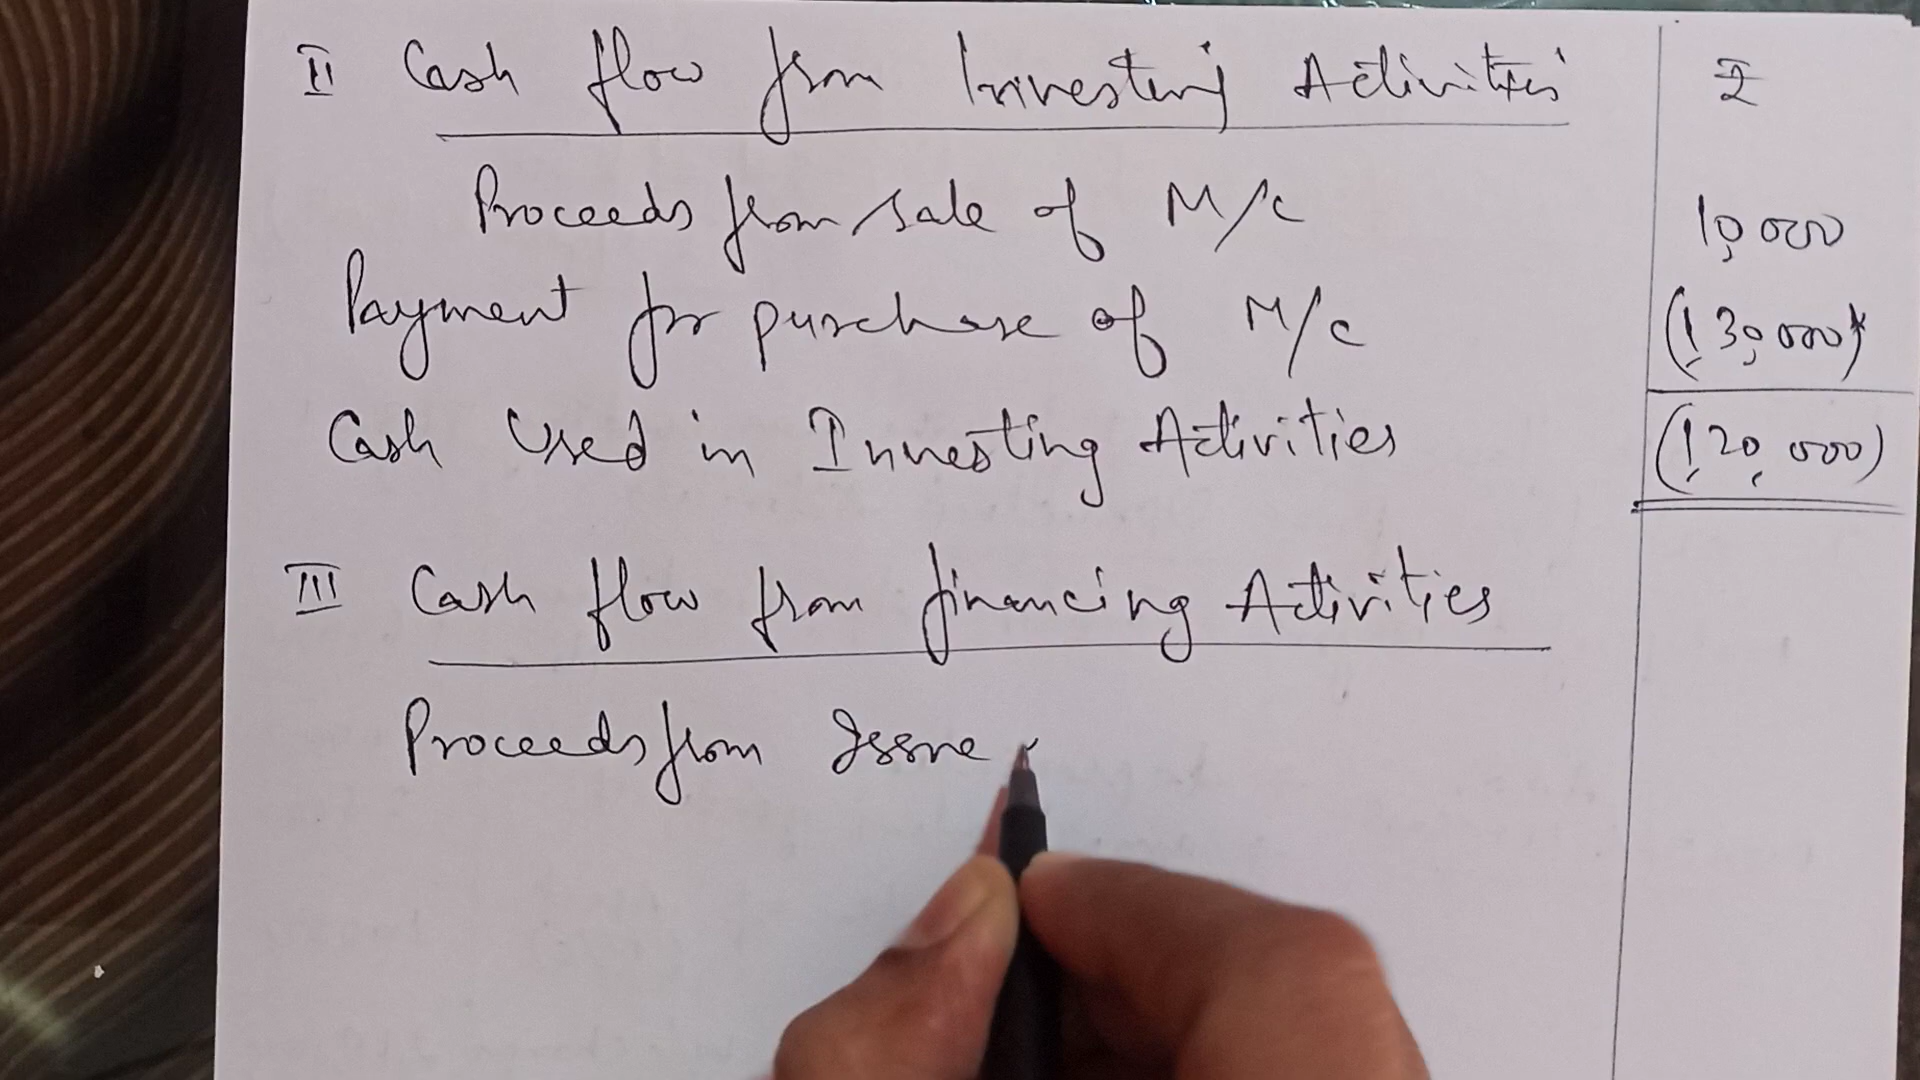 II Cash flow from Investing Activities ₹
Proceeds from sale of M/c 10,000
Payment for purchase of M/c (1,30,000)
Cash Used in Investing Activities (1,20,000)
III Cash flow from financing Activities
Proceeds from Issue